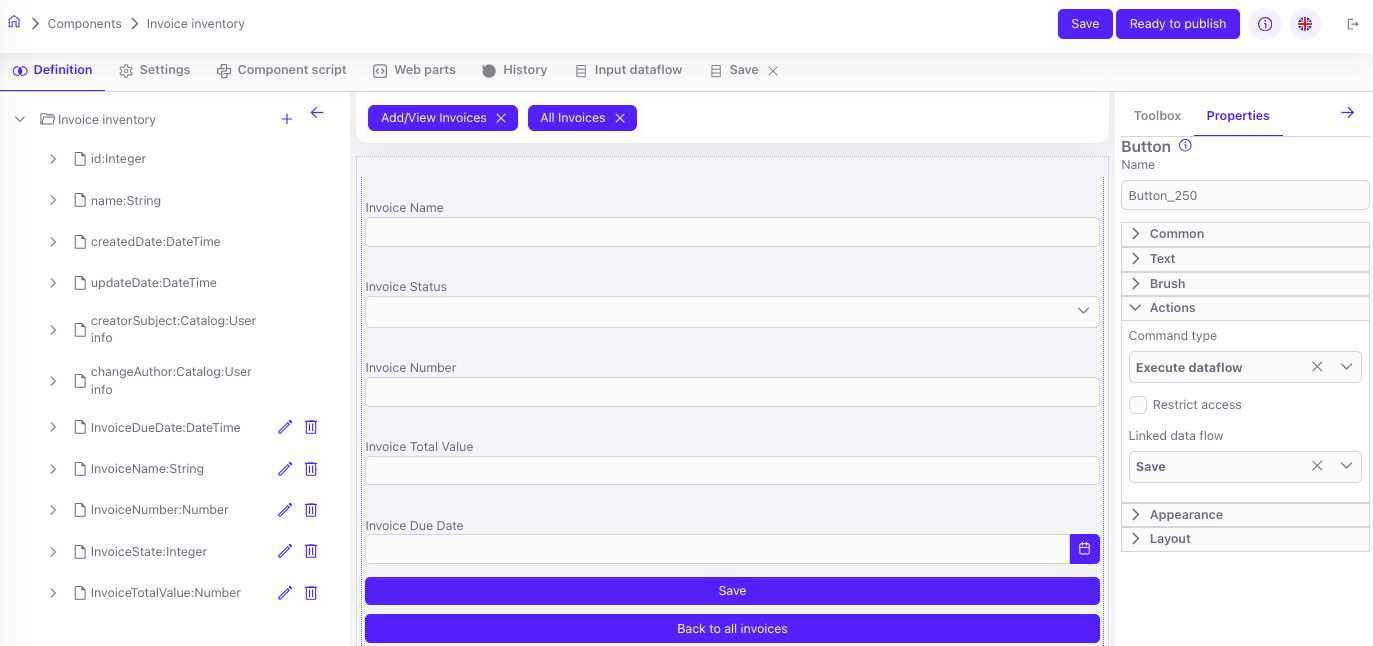 Components
Invoice inventory
Save
Ready to publish
Definition
Settings
Component script
Web parts
History
Input dataflow
Save
Invoice inventory
id:Integer
name:String
createdDate:DateTime
updateDate:DateTime
creatorSubject:Catalog:User
info
changeAuthor:Catalog:User
info
InvoiceDueDate:DateTime
InvoiceName:String
InvoiceNumber:Number
InvoiceState:Integer
InvoiceTotalValue:Number
Add/View Invoices
All Invoices
Invoice Name
Invoice Status
Invoice Number
Invoice Total Value
Invoice Due Date
Save
Back to all invoices
Toolbox
Properties
Button
Name
Button_250
Common
Text
Brush
Actions
Command type
Execute dataflow
Restrict access
Linked data flow
Save
Appearance
Layout